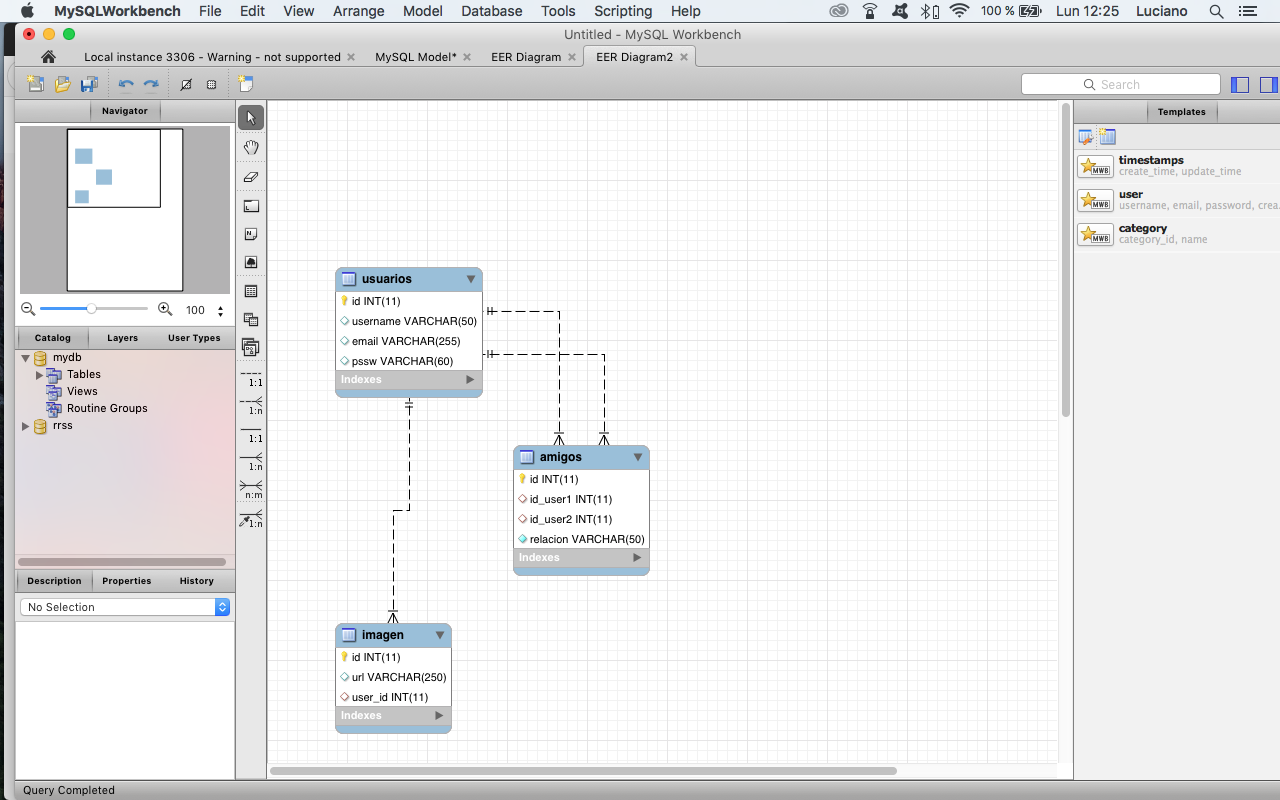 MySQLWorkbench File Edit View Arrange Model Database Tools Scripting Help 100 % Lun 12:25 Luciano
Untitled - MySQL Workbench
Local instance 3306 - Warning - not supported MySQL Model* EER Diagram EER Diagram2
Search
Navigator
100
Catalog Layers User Types
mydb
Tables
Views
Routine Groups
rrss
Description Properties History
No Selection
1:1
1:n
1:1
1:n
n:m
1:n
usuarios
id INT(11)
username VARCHAR(50)
email VARCHAR(255)
pssw VARCHAR(60)
Indexes
amigos
id INT(11)
id_user1 INT(11)
id_user2 INT(11)
relacion VARCHAR(50)
Indexes
imagen
id INT(11)
url VARCHAR(250)
user_id INT(11)
Indexes
Templates
MWB
timestamps
create_time, update_time
MWB
user
username, email, password, crea...
MWB
category
category_id, name
Query Completed